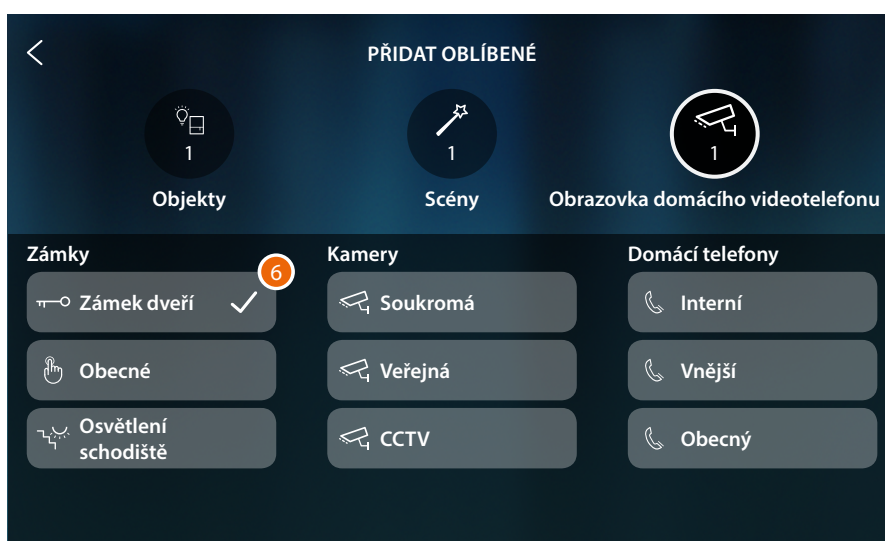 PŘIDAT OBLÍBENÉ
1
1
1
Objekty
Scény
Obrazovka domácího videotelefonu
Zámky
Kamery
Domácí telefony
6
Zámek dveří
Soukromá
Interní
Obecné
Veřejná
Vnější
Osvětlení
schodiště
CCTV
Obecný